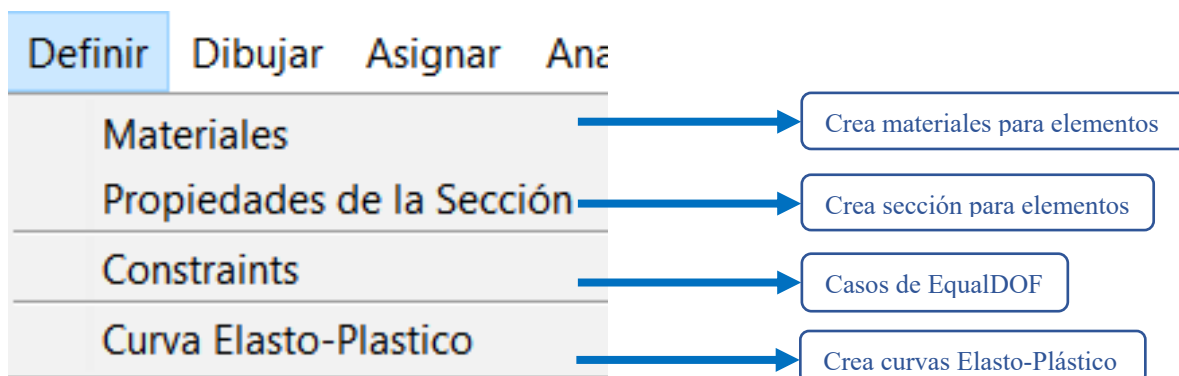 Definir Dibujar Asignar Ana
Materiales Crea materiales para elementos
Propiedades de la Sección Crea sección para elementos
Constraints Casos de EqualDOF
Curva Elasto-Plastico Crea curvas Elasto-Plástico